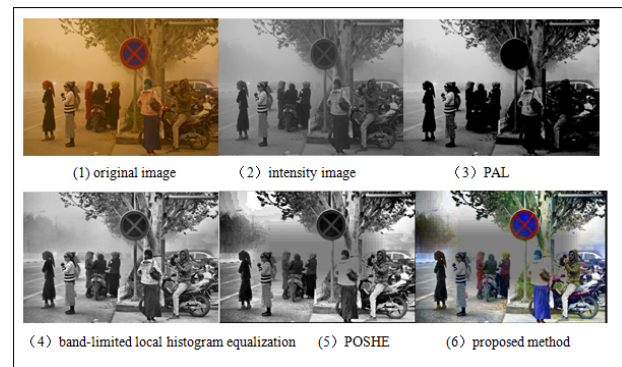 (1) original image （2）intensity image （3）PAL
（4）band-limited local histogram equalization （5）POSHE （6）proposed method